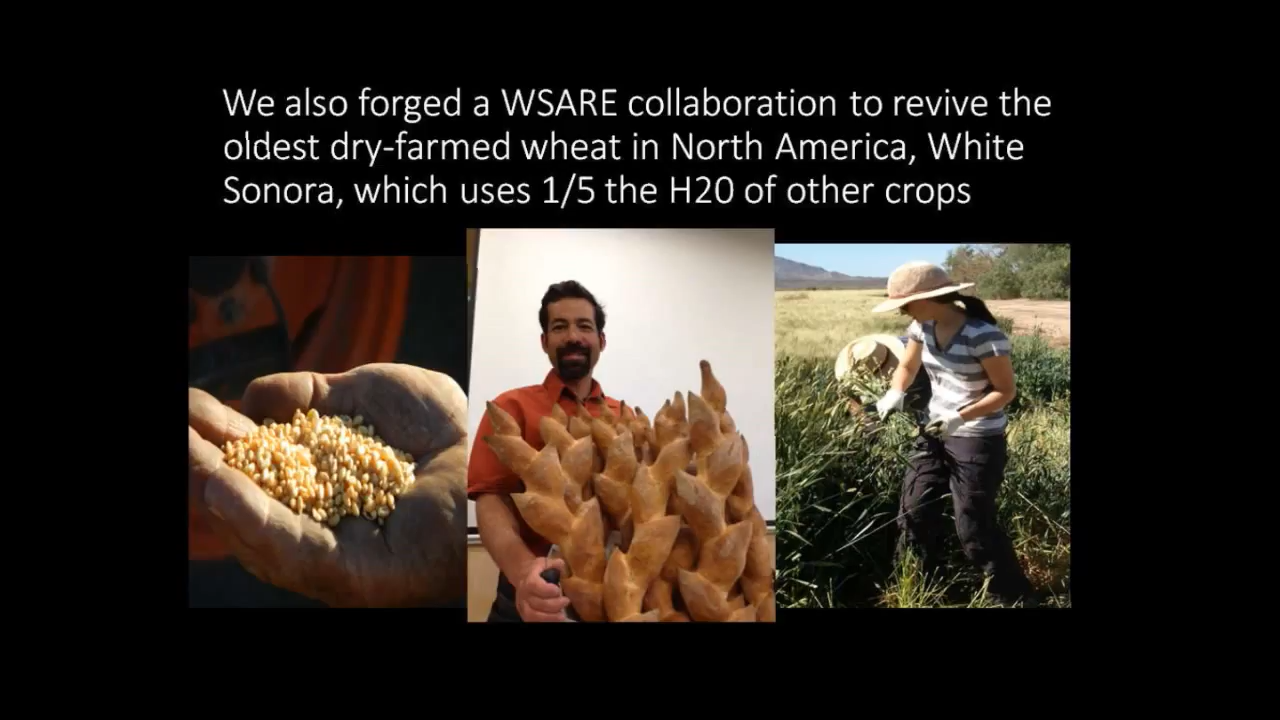 We also forged a WSARE collaboration to revive the
oldest dry-farmed wheat in North America, White
Sonora, which uses 1/5 the H20 of other crops